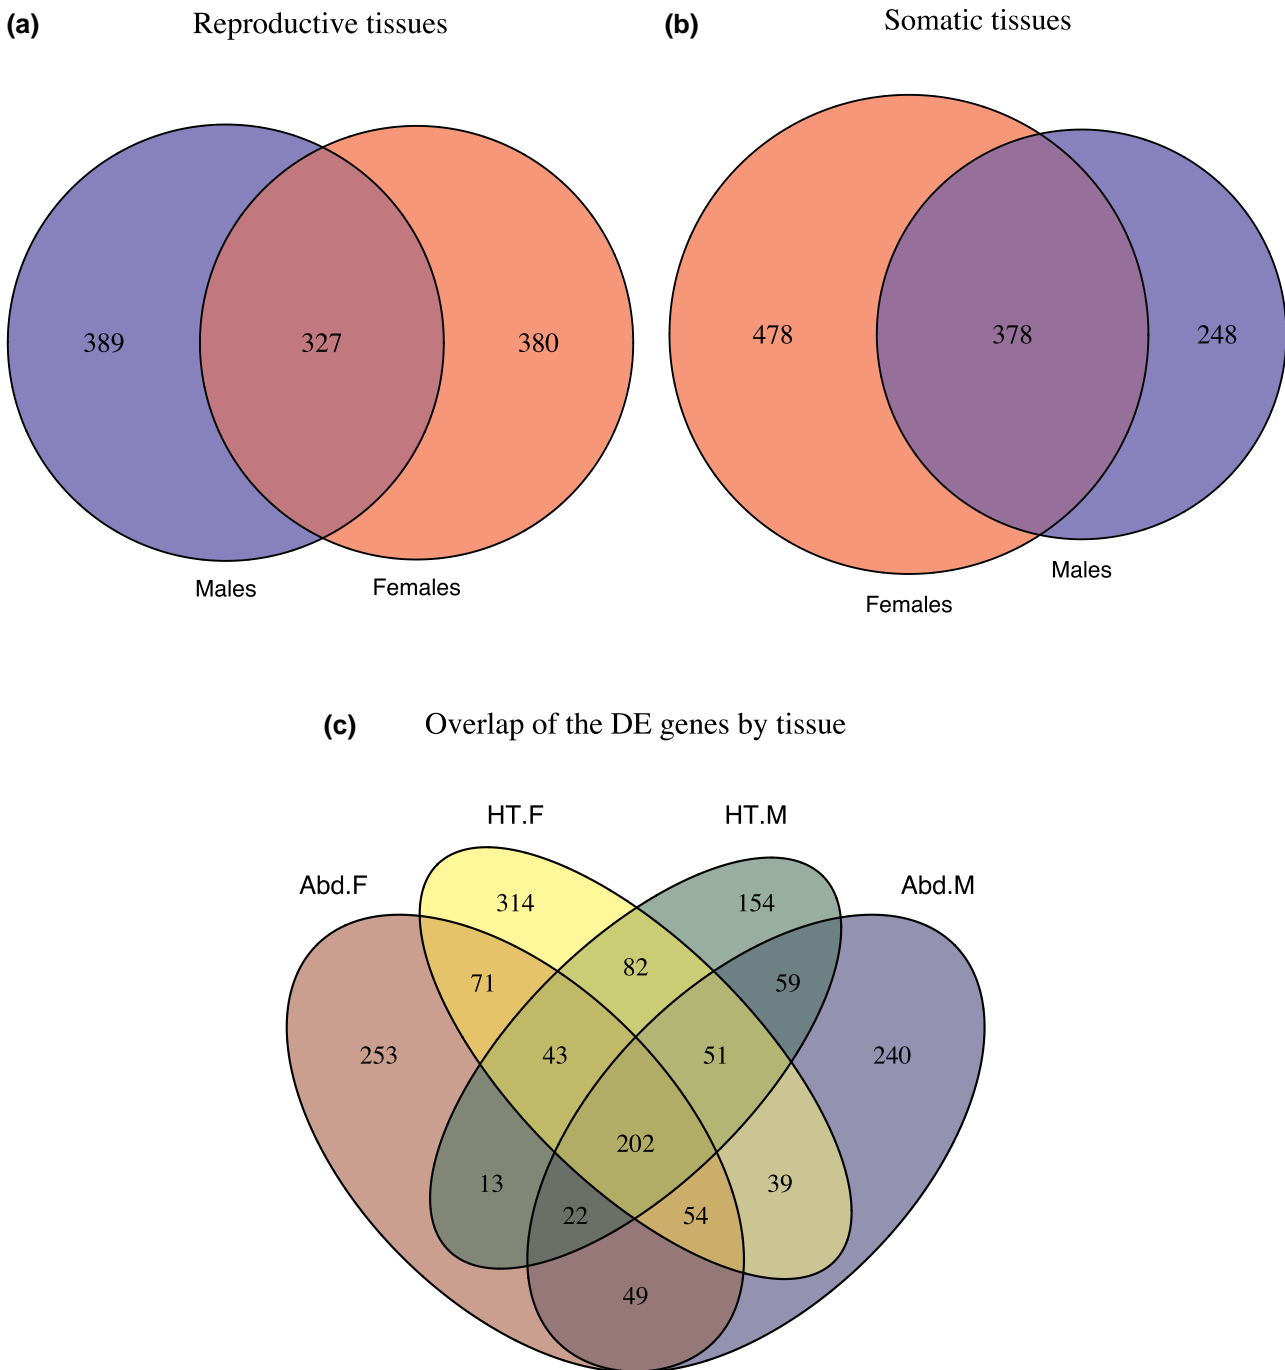 (a) Reproductive tissues
(b) Somatic tissues
389 327 380
Males Females
478 378 248
Females Males
(c) Overlap of the DE genes by tissue
HT.F HT.M
Abd.F Abd.M
314 154
82
71 59
253 43 51 240
202
13 39
22 54
49